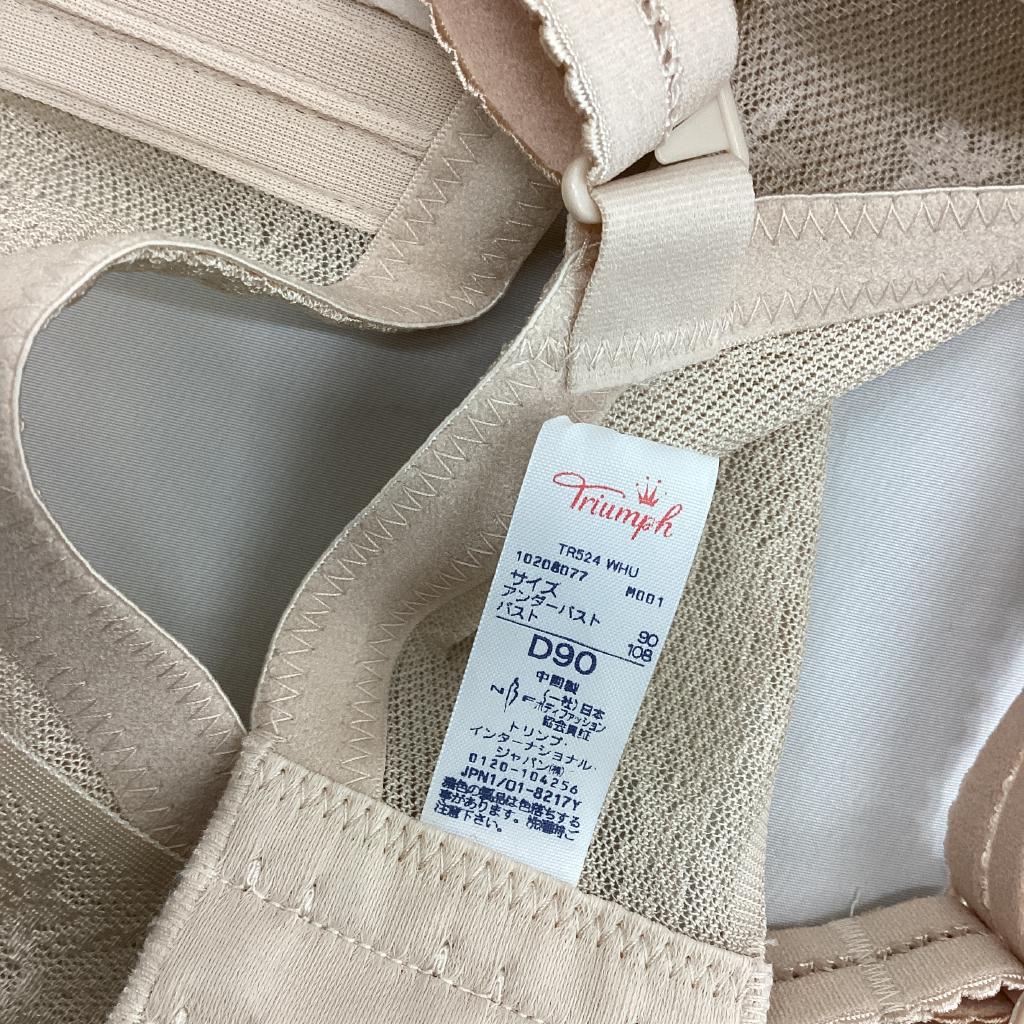 Triumph
TR524 WHU
10208077 M001
サイズ
アンダーバスト 90
バスト 108
D90
中国製
NBF
(一社)日本
ボディファッション
協会員証
トリンプ・
インターナショナル・
ジャパン(株)
0120-104256
JPN1/01-8217Y
濃色の製品は色落ちする
事があります。洗濯時ご
注意下さい。